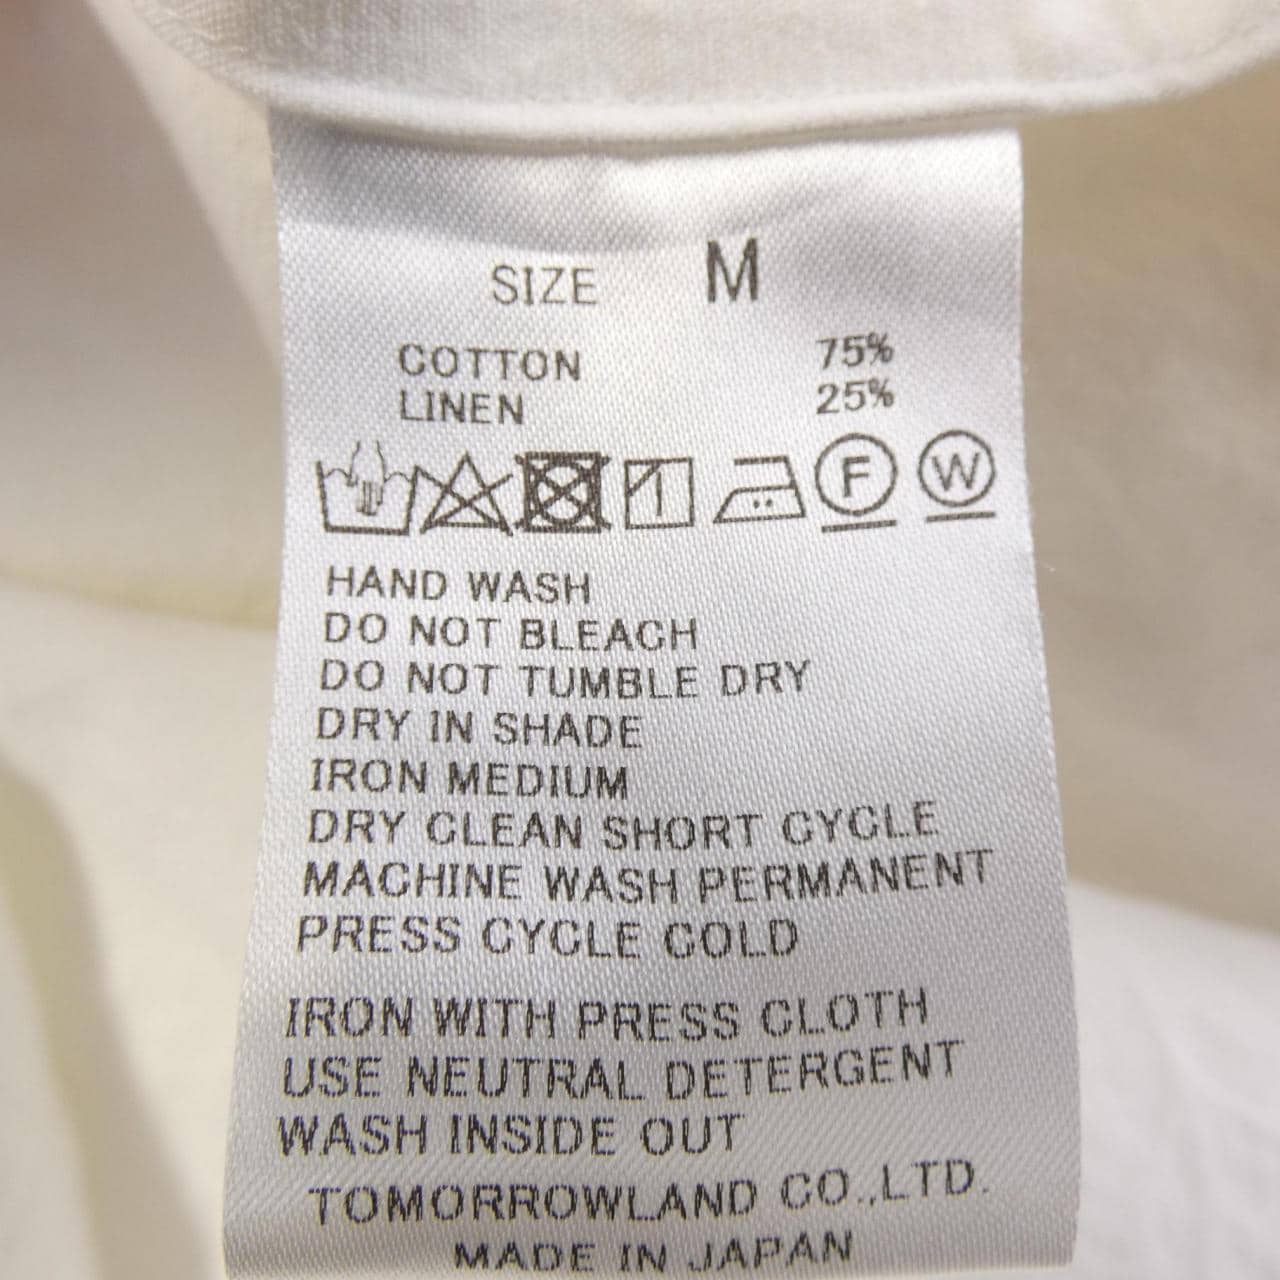 SIZE M
COTTON 75%
LINEN 25%
F W
HAND WASH
DO NOT BLEACH
DO NOT TUMBLE DRY
DRY IN SHADE
IRON MEDIUM
DRY CLEAN SHORT CYCLE
MACHINE WASH PERMANENT
PRESS CYCLE COLD
IRON WITH PRESS CLOTH
USE NEUTRAL DETERGENT
WASH INSIDE OUT
TOMORROWLAND CO.,LTD.
MADE IN JAPAN